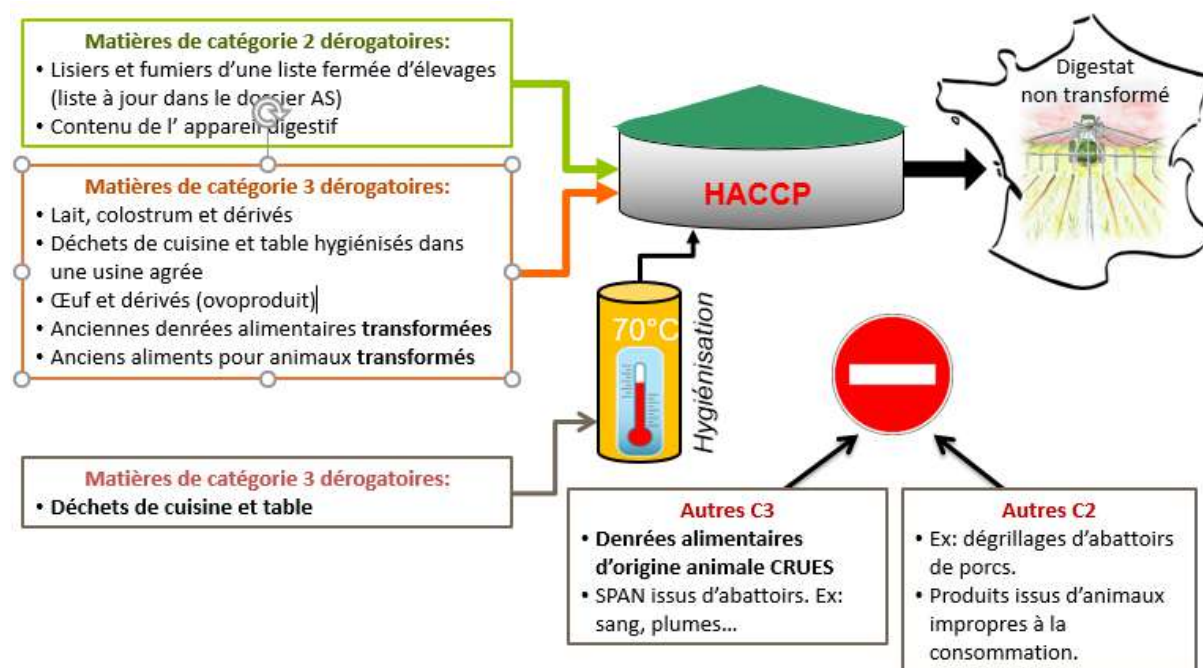 Matières de catégorie 2 dérogatoires:
• Lisiers et fumiers d'une liste fermée d'élevages
(liste à jour dans le dossier AS)
• Contenu de l' appareil digestif
Matières de catégorie 3 dérogatoires:
• Lait, colostrum et dérivés
• Déchets de cuisine et table hygiénisés dans
une usine agrée
• Œuf et dérivés (ovoproduit)
• Anciennes denrées alimentaires transformées
• Anciens aliments pour animaux transformés
Matières de catégorie 3 dérogatoires:
• Déchets de cuisine et table
HACCP
70°C
Hygiénisation
Digestat
non transformé
Autres C3
• Denrées alimentaires
d'origine animale CRUES
• SPAN issus d'abattoirs. Ex:
sang, plumes...
Autres C2
• Ex: dégrillages d'abattoirs
de porcs.
• Produits issus d'animaux
impropres à la
consommation.